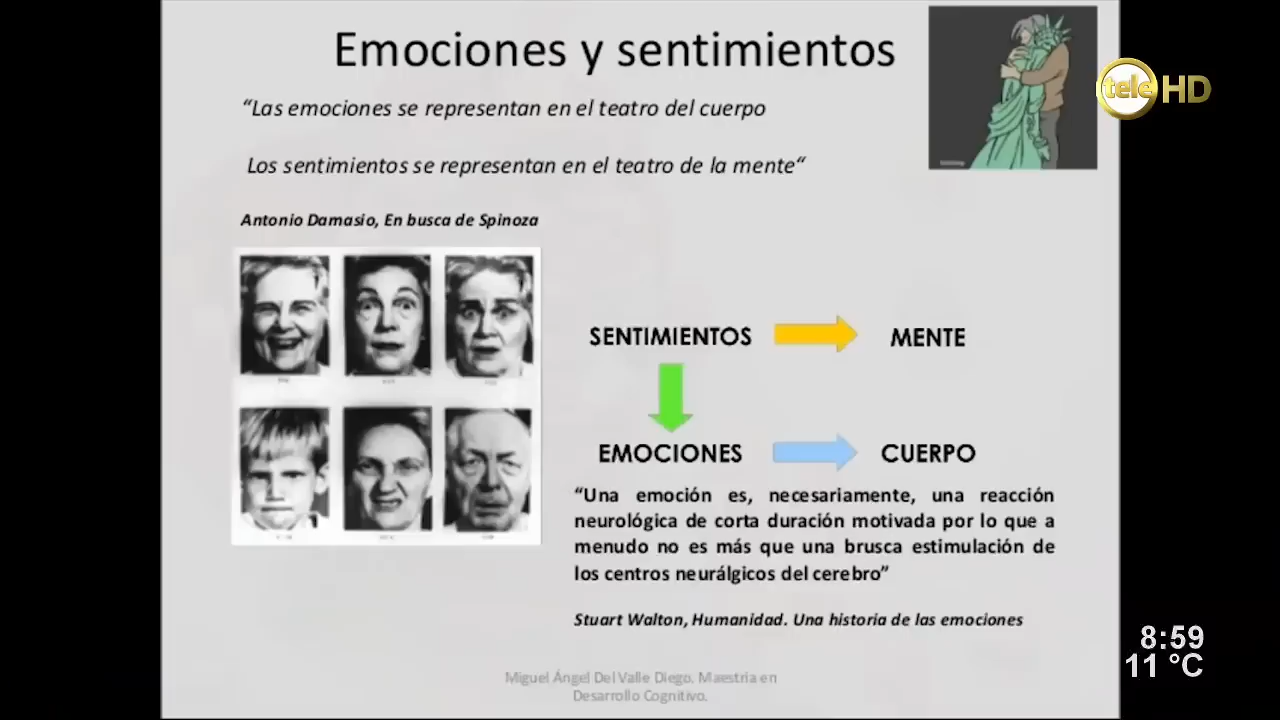 Emociones y sentimientos
“Las emociones se representan en el teatro del cuerpo
Los sentimientos se representan en el teatro de la mente“
Antonio Damasio, En busca de Spinoza
tele HD
SENTIMIENTOS
MENTE
EMOCIONES
CUERPO
“Una emoción es, necesariamente, una reacción
neurológica de corta duración motivada por lo que a
menudo no es más que una brusca estimulación de
los centros neurálgicos del cerebro”
Stuart Walton, Humanidad. Una historia de las emociones
Miguel Ángel Del Valle Diego. Maestria en
Desarrollo Cognitivo.
8:59
11 °C